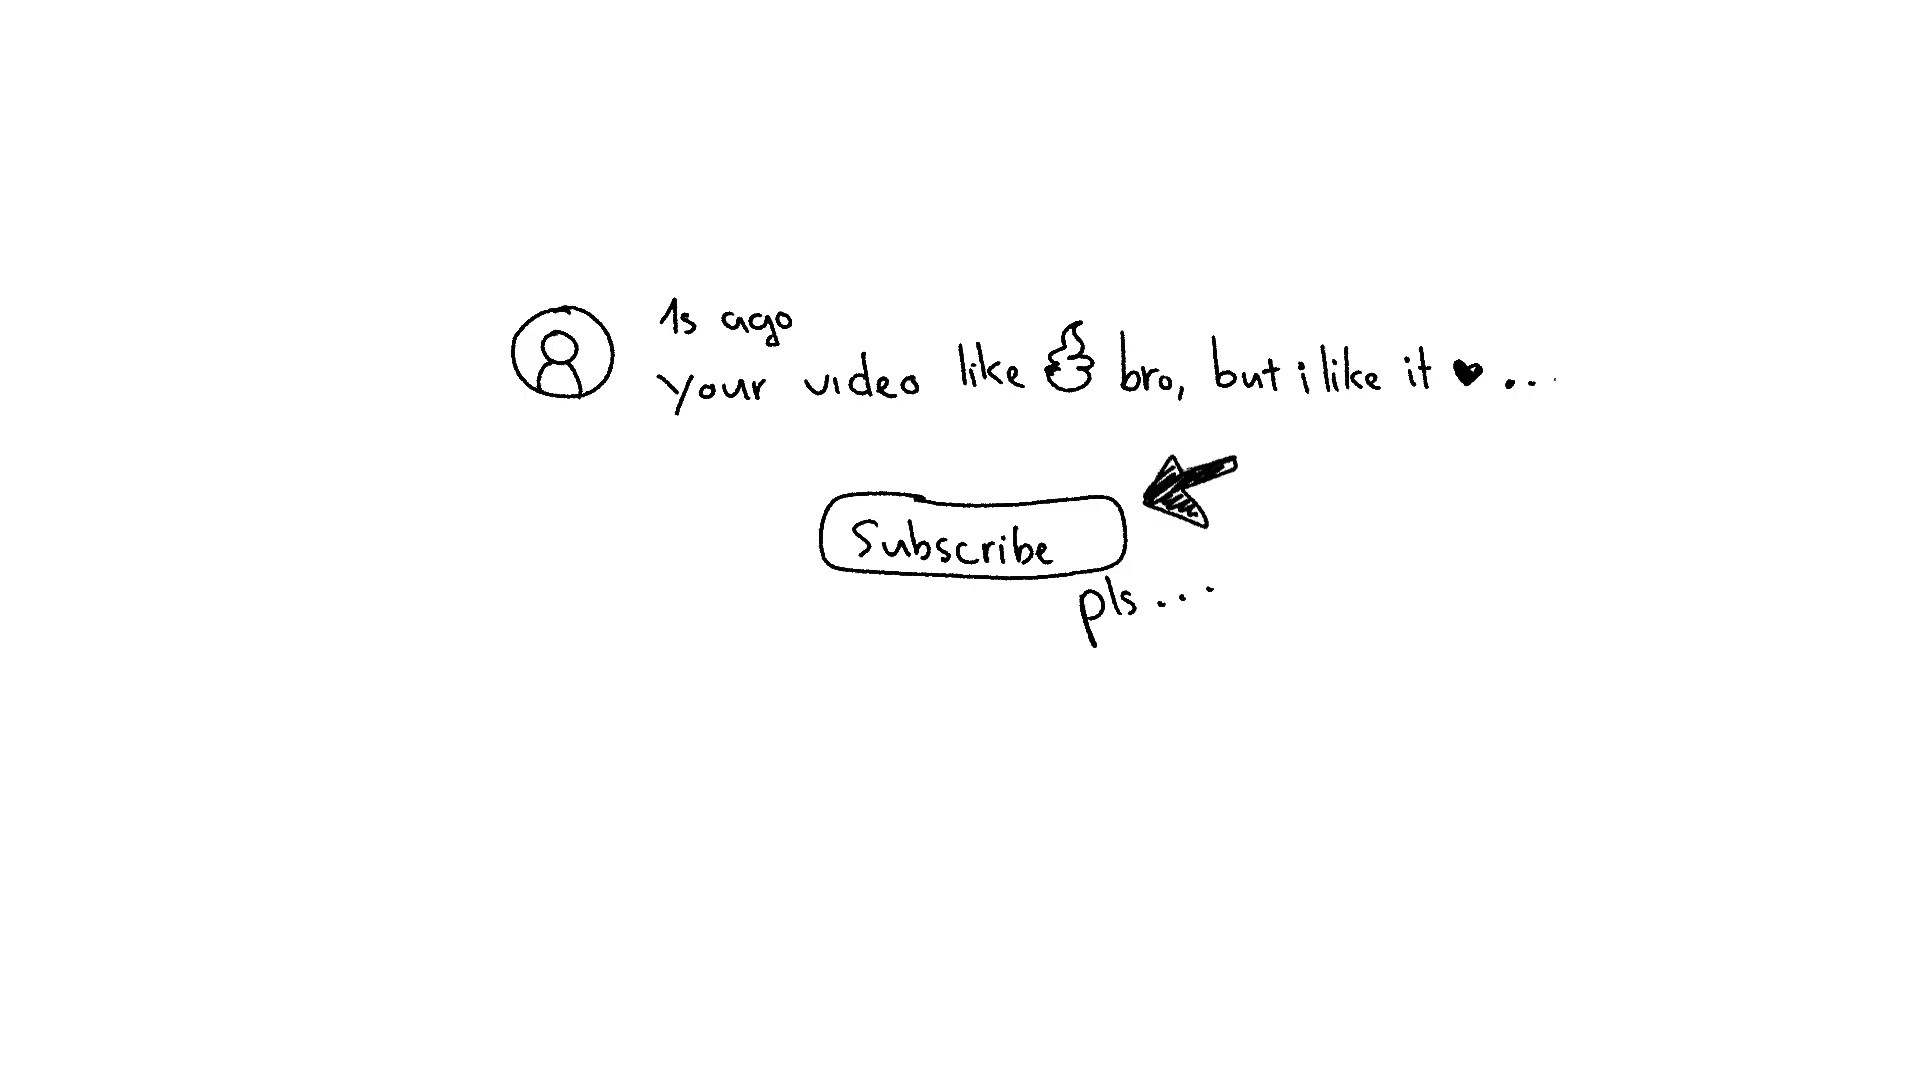 1s ago
your video like 💩 bro, but i like it ♥...
Subscribe
pls...